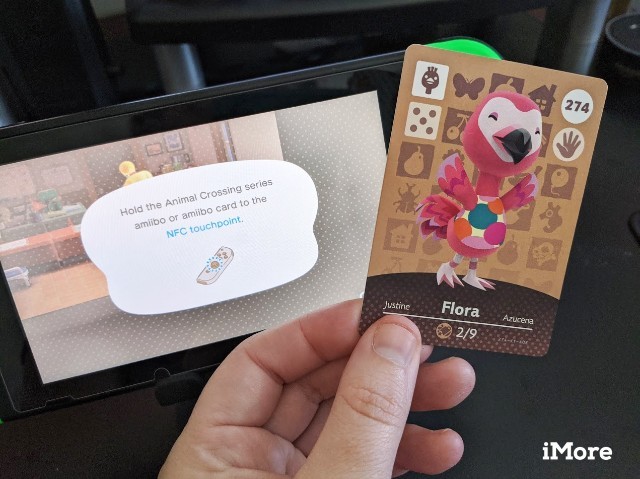 Hold the Animal Crossing series
amiibo or amiibo card to the
NFC touchpoint.
274
Justine
Flora
Azucena
2/9
iMore